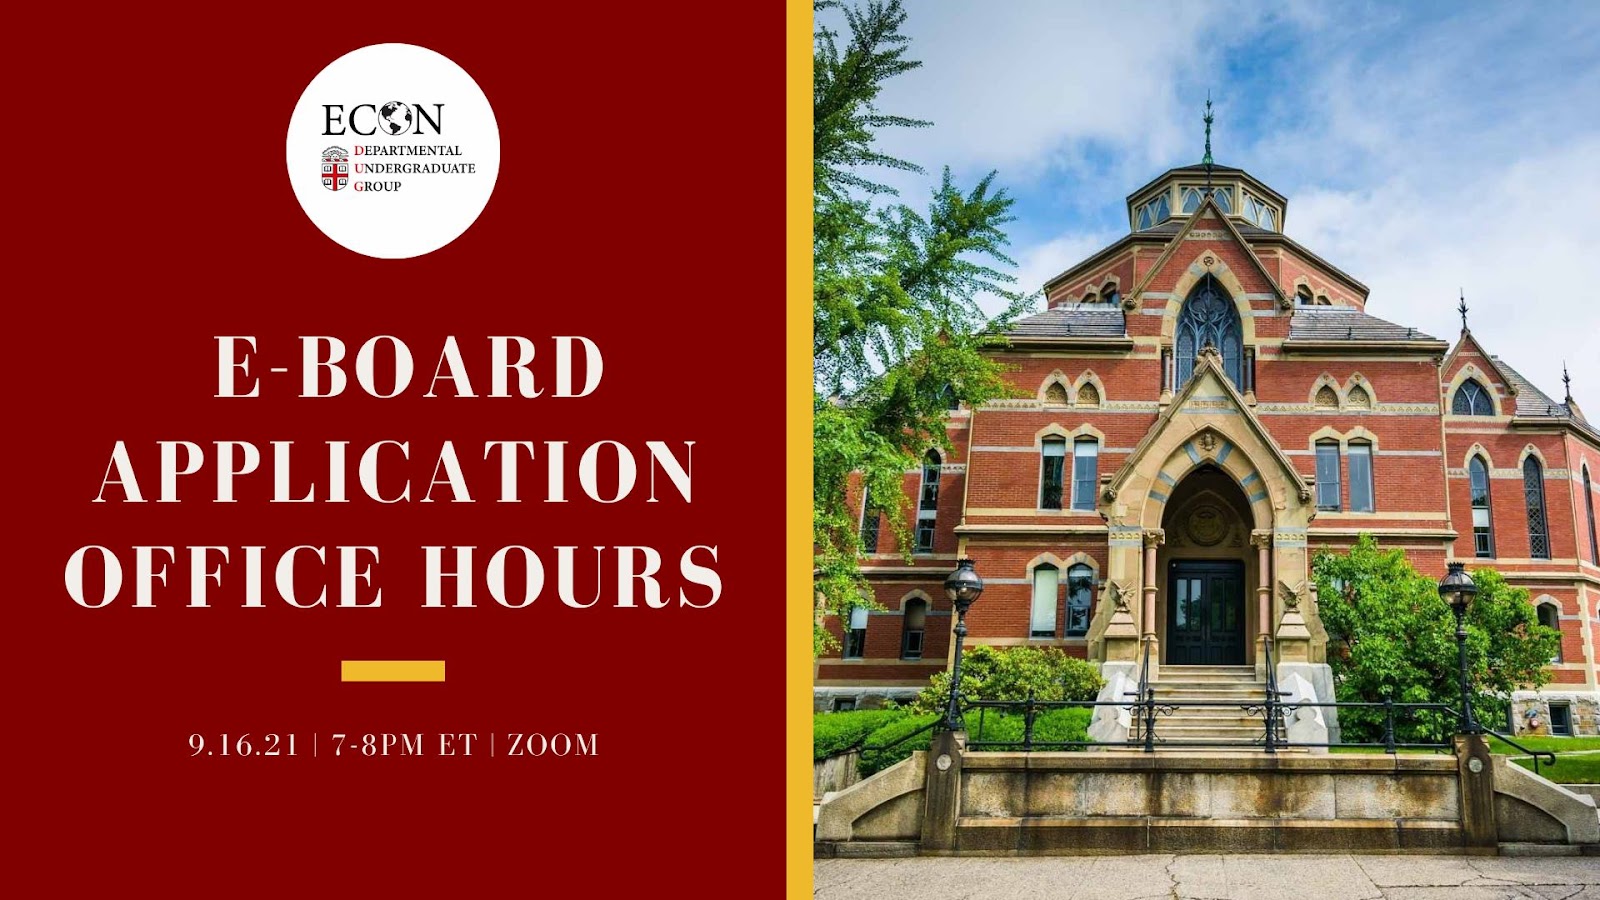 ECON
DEPARTMENTAL
UNDERGRADUATE
GROUP
E-BOARD
APPLICATION
OFFICE HOURS
9.16.21 | 7-8PM ET | ZOOM